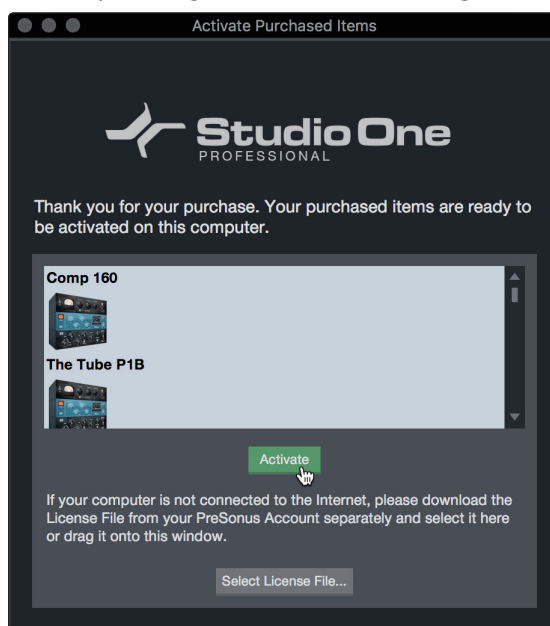 Activate Purchased Items
Studio One
PROFESSIONAL
Thank you for your purchase. Your purchased items are ready to
be activated on this computer.
Comp 160
The Tube P1B
Activate
If your computer is not connected to the Internet, please download the
License File from your PreSonus Account separately and select it here
or drag it onto this window.
Select License File...